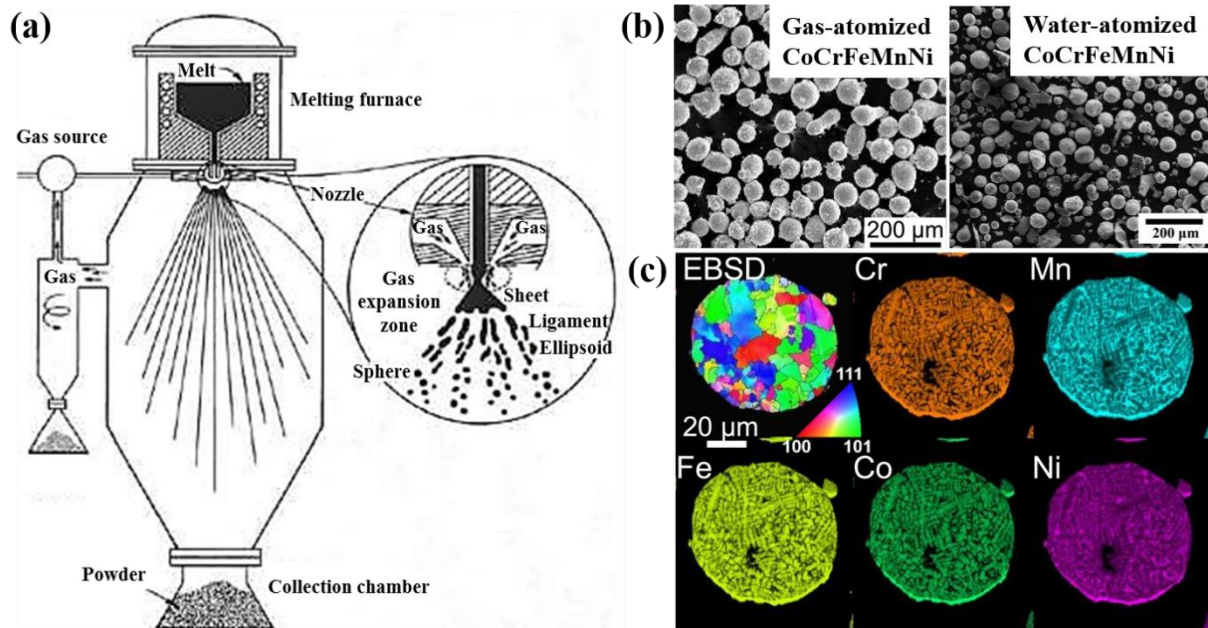 (a)
Melt
Melting furnace
Gas source
Nozzle
Gas
Gas
Gas
Gas
expansion
zone
Sheet
Ligament
Ellipsoid
Sphere
Powder
Collection chamber
(b)
Gas-atomized
CoCrFeMnNi
200 μm
Water-atomized
CoCrFeMnNi
200 μm
(c)
EBSD
Cr
Mn
111
20 μm
100
101
Fe
Co
Ni